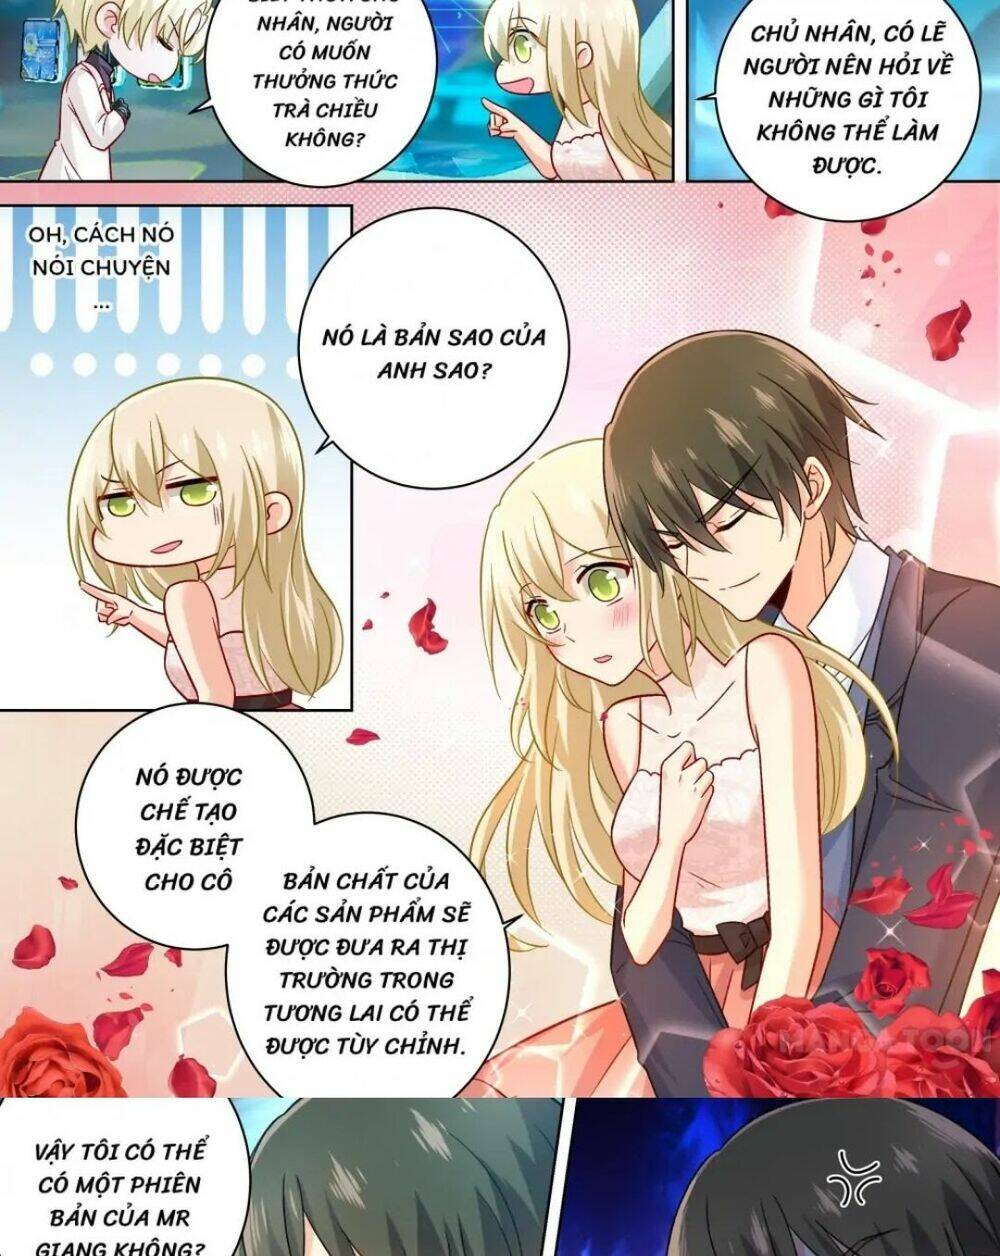 NHÂN, NGƯỜI
CÓ MUỐN
THƯỞNG THỨC
TRÀ CHIỀU
KHÔNG?
CHỦ NHÂN, CÓ LẼ
NGƯỜI NÊN HỎI VỀ
NHỮNG GÌ TÔI
KHÔNG THỂ LÀM
ĐƯỢC.
OH, CÁCH NÓ
NÓI CHUYỆN
...
NÓ LÀ BẢN SAO CỦA
ANH SAO?
NÓ ĐƯỢC
CHẾ TẠO
ĐẶC BIỆT
CHO CÔ
BẢN CHẤT CỦA
CÁC SẢN PHẨM SẼ
ĐƯỢC ĐƯA RA THỊ
TRƯỜNG TRONG
TƯƠNG LAI CÓ THỂ
ĐƯỢC TÙY CHỈNH.
MANGATOON
VẬY TÔI CÓ THỂ
CÓ MỘT PHIÊN
BẢN CỦA MR
GIANG KHÔNG?